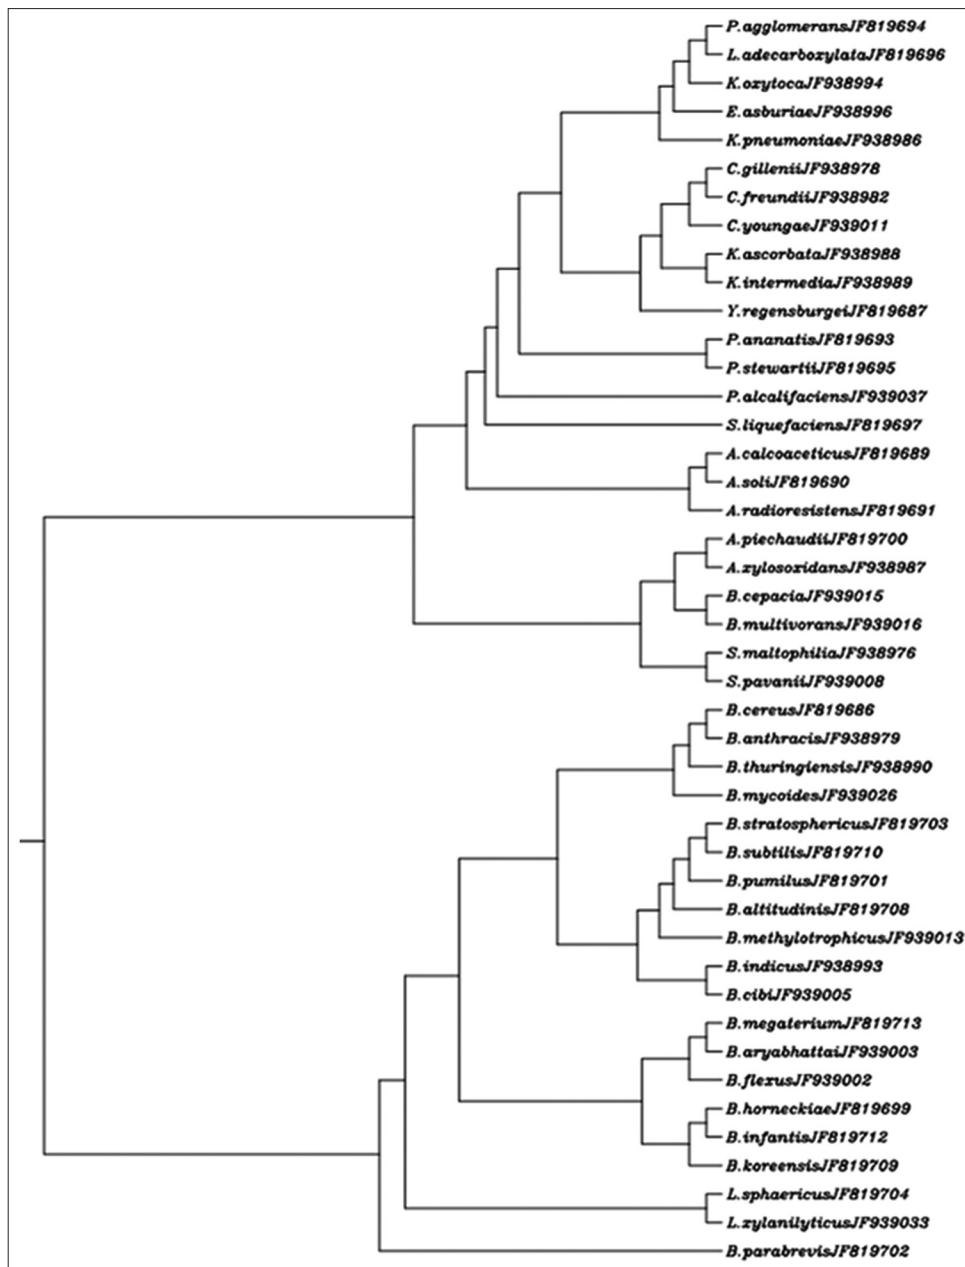 P.agglomeransJF819694
L.adecarboxylataJF819696
K.oxytocaJF938994
E.asburiaeJF938996
K.pneumoniaeJF938986
C.gilleniiJF938978
C.freundiiJF938982
C.youngaeJF939011
K.ascorbataJF938988
K.intermediaJF938989
Y.regensburgeiJF819687
P.ananatisJF819693
P.stewartiiJF819695
P.alcalifaciensJF939037
S.liquefaciensJF819697
A.calcoaceticusJF819689
A.soliJF819690
A.radioresistensJF819691
A.piechaudiiJF819700
A.xylosoxidansJF938987
B.cepaciaJF939015
B.multivoransJF939016
S.maltophiliaJF938976
S.pavaniiJF939008
B.cereusJF819686
B.anthracisJF938979
B.thuringiensisJF938990
B.mycoidesJF939026
B.stratosphericusJF819703
B.subtilisJF819710
B.pumilusJF819701
B.altitudinisJF819708
B.methylotrophicusJF939013
B.indicusJF938993
B.cibiJF939005
B.megateriumJF819713
B.aryabhattaiJF939003
B.flexusJF939002
B.horneckiaeJF819699
B.infantisJF819712
B.koreensisJF819709
L.sphaericusJF819704
L.xylanilyticusJF939033
B.parabrevisJF819702